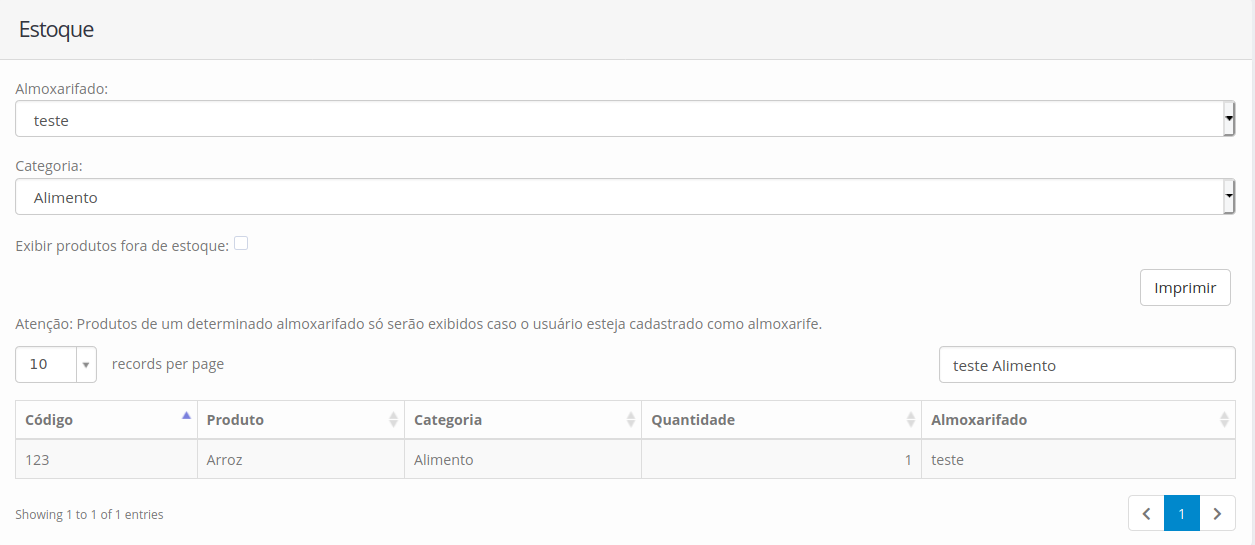 Estoque
Almoxarifado:
teste
Categoria:
Alimento
Exibir produtos fora de estoque:
Imprimir
Atenção: Produtos de um determinado almoxarifado só serão exibidos caso o usuário esteja cadastrado como almoxarife.
10 records per page teste Alimento
Código Produto Categoria Quantidade Almoxarifado
123 Arroz Alimento 1 teste
Showing 1 to 1 of 1 entries 1